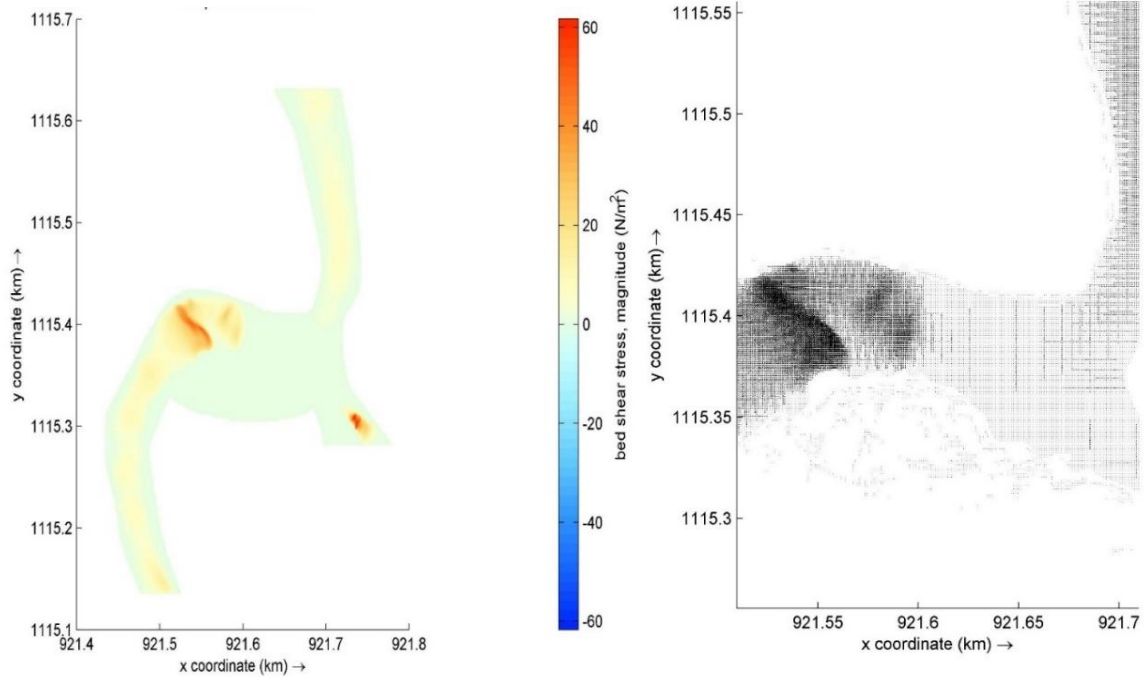 1115.7
1115.6
1115.5
1115.4
1115.3
1115.2
1115.1
y coordinate (km) →
921.4 921.5 921.6 921.7 921.8
x coordinate (km) →
60
40
20
0
-20
-40
-60
bed shear stress, magnitude (N/m²)
1115.55
1115.5
1115.45
1115.4
1115.35
1115.3
y coordinate (km) →
921.55 921.6 921.65 921.7
x coordinate (km) →